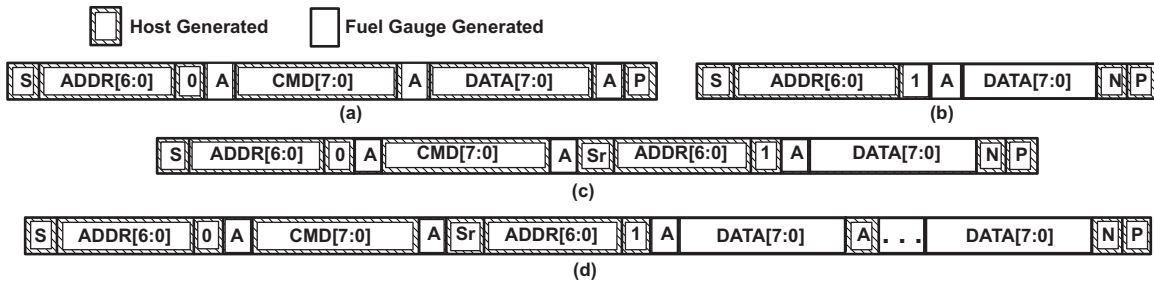 Host Generated Fuel Gauge Generated
S ADDR[6:0] 0 A CMD[7:0] A DATA[7:0] A P
(a)
S ADDR[6:0] 1 A DATA[7:0] N P
(b)
S ADDR[6:0] 0 A CMD[7:0] A Sr ADDR[6:0] 1 A DATA[7:0] N P
(c)
S ADDR[6:0] 0 A CMD[7:0] A Sr ADDR[6:0] 1 A DATA[7:0] A ... DATA[7:0] N P
(d)